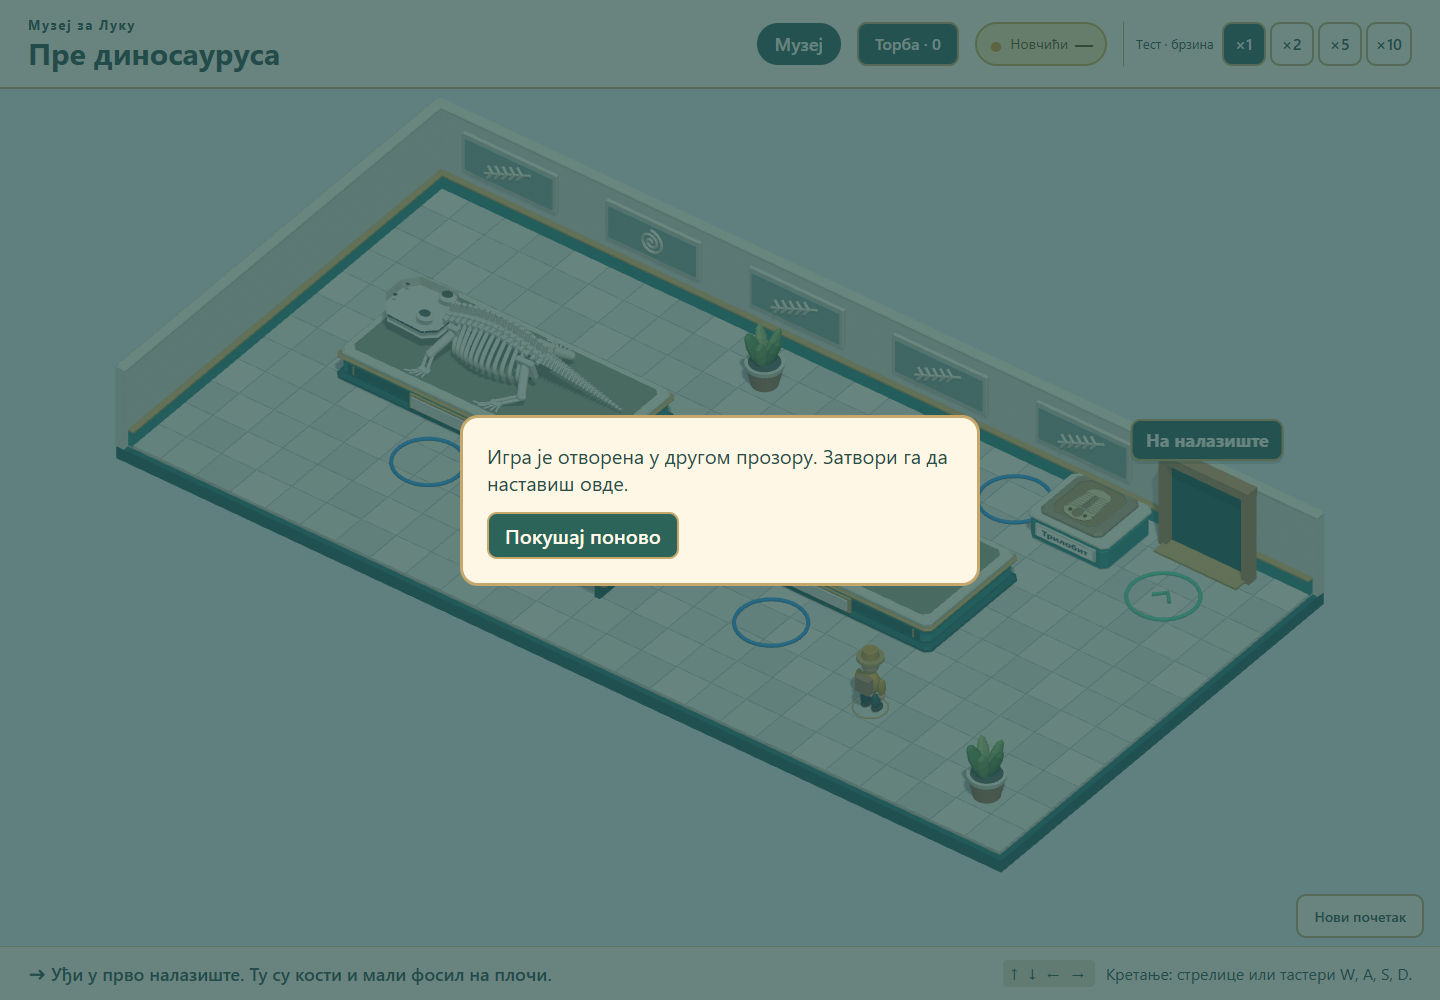 Музеј за Луку
Пре диносауруса
Музеј
Торба · 0
Новчићи —
Тест · брзина
×1
×2
×5
×10
На налазиште
Игра је отворена у другом прозору. Затвори га да
наставиш овде.
Покушај поново
Трилобит
Нови почетак
→ Уђи у прво налазиште. Ту су кости и мали фосил на плочи.
↑ ↓ ← → Кретање: стрелице или тастери W, A, S, D.